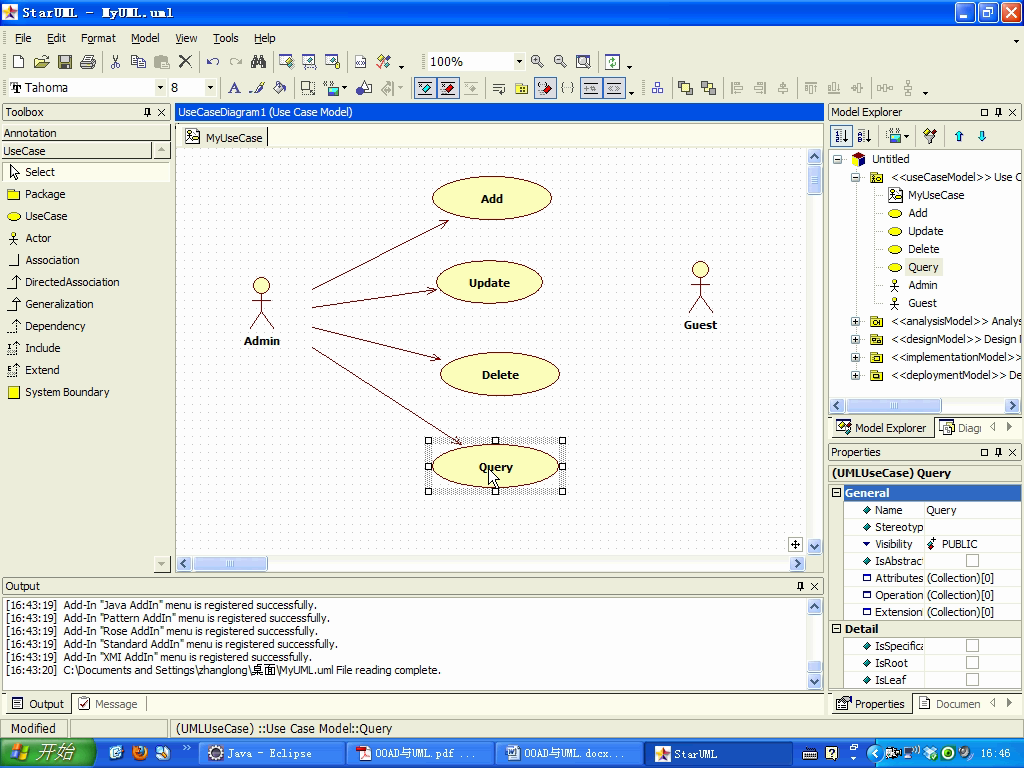 StarUML - MyUML.uml
File Edit Format Model View Tools Help
100%
Tahoma 8
Toolbox
Annotation
UseCase
Select
Package
UseCase
Actor
Association
DirectedAssociation
Generalization
Dependency
Include
Extend
System Boundary
UseCaseDiagram1 (Use Case Model)
MyUseCase
Add
Update
Delete
Query
Admin
Guest
Model Explorer
Untitled
<<useCaseModel>> Use C
MyUseCase
Add
Update
Delete
Query
Admin
Guest
<<analysisModel>> Analys
<<designModel>> Design
<<implementationModel>>
<<deploymentModel>> De
Model Explorer Diag
Properties
(UMLUseCase) Query
General
Name Query
Stereotyp
Visibility PUBLIC
IsAbstrac
Attributes (Collection)[0]
Operation (Collection)[0]
Extension (Collection)[0]
Detail
IsSpecifica
IsRoot
IsLeaf
Properties Documen
Output
[16:43:19] Add-In "Java AddIn" menu is registered successfully.
[16:43:19] Add-In "Pattern AddIn" menu is registered successfully.
[16:43:19] Add-In "Rose AddIn" menu is registered successfully.
[16:43:19] Add-In "Standard AddIn" menu is registered successfully.
[16:43:19] Add-In "XMI AddIn" menu is registered successfully.
[16:43:20] C:\Documents and Settings\zhanglong\桌面\MyUML.uml File reading complete.
Output Message
Modified
(UMLUseCase) ::Use Case Model::Query
开始
Java - Eclipse
OOAD与UML.pdf ...
OOAD与UML.docx...
StarUML
16:46